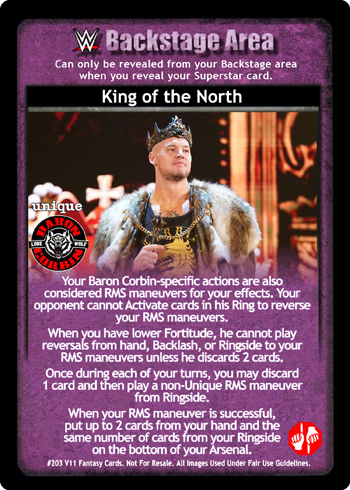 W Backstage Area
Can only be revealed from your Backstage area
when you reveal your Superstar card.
King of the North
unique
BARON
LONE WOLF
CORBIN
Your Baron Corbin-specific actions are also
considered RMS maneuvers for your effects. Your
opponent cannot Activate cards in his Ring to reverse
your RMS maneuvers.
When you have lower Fortitude, he cannot play
reversals from hand, Backlash, or Ringside to your
RMS maneuvers unless he discards 2 cards.
Once during each of your turns, you may discard
1 card and then play a non-Unique RMS maneuver
from Ringside.
When your RMS maneuver is successful,
put up to 2 cards from your hand and the
same number of cards from your Ringside
on the bottom of your Arsenal.
#203 V11 Fantasy Cards. Not For Resale. All Images Used Under Fair Use Guidelines.